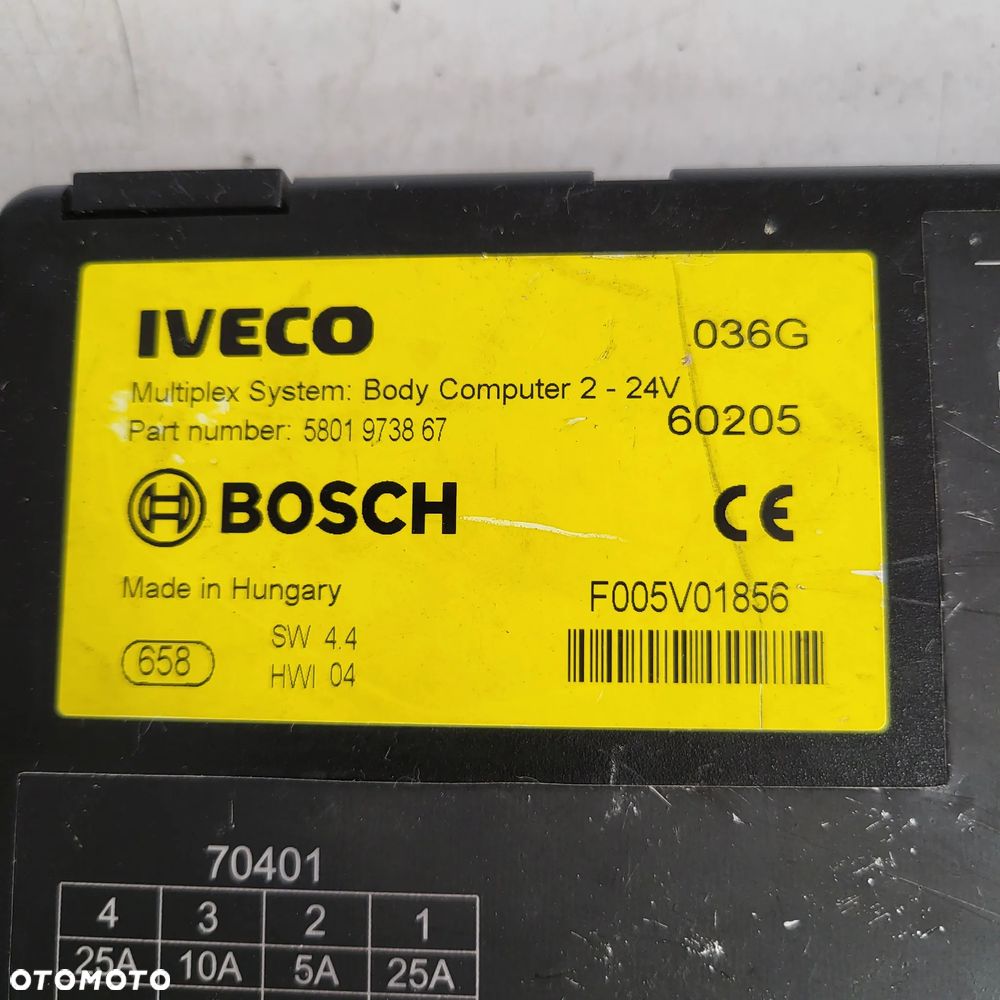 IVECO
036G
Multiplex System: Body Computer 2 - 24V
Part number: 5801 9738 67
60205
BOSCH
CE
Made in Hungary
F005V01856
SW 4.4
658
HWI 04
70401
4 3 2 1
25A 10A 5A 25A
OTOMOTO